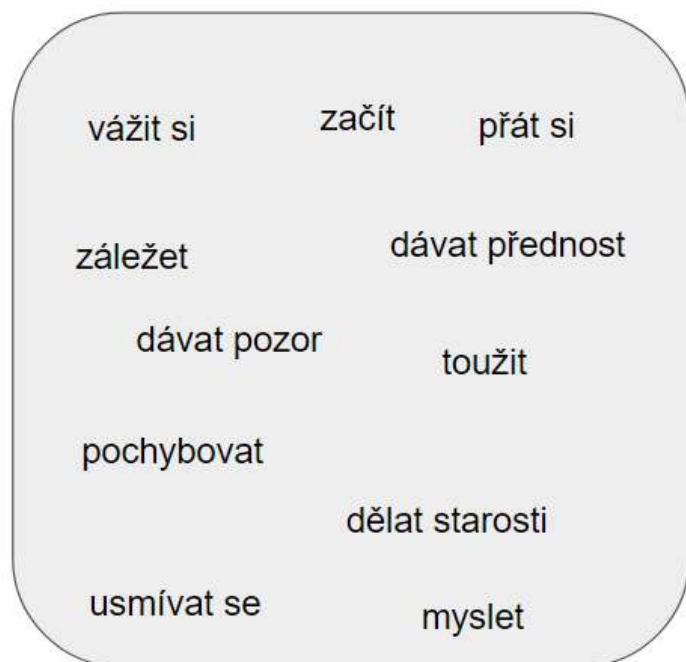 vážit si
začít
přát si
záležet
dávat přednost
dávat pozor
toužit
pochybovat
dělat starosti
usmívat se
myslet